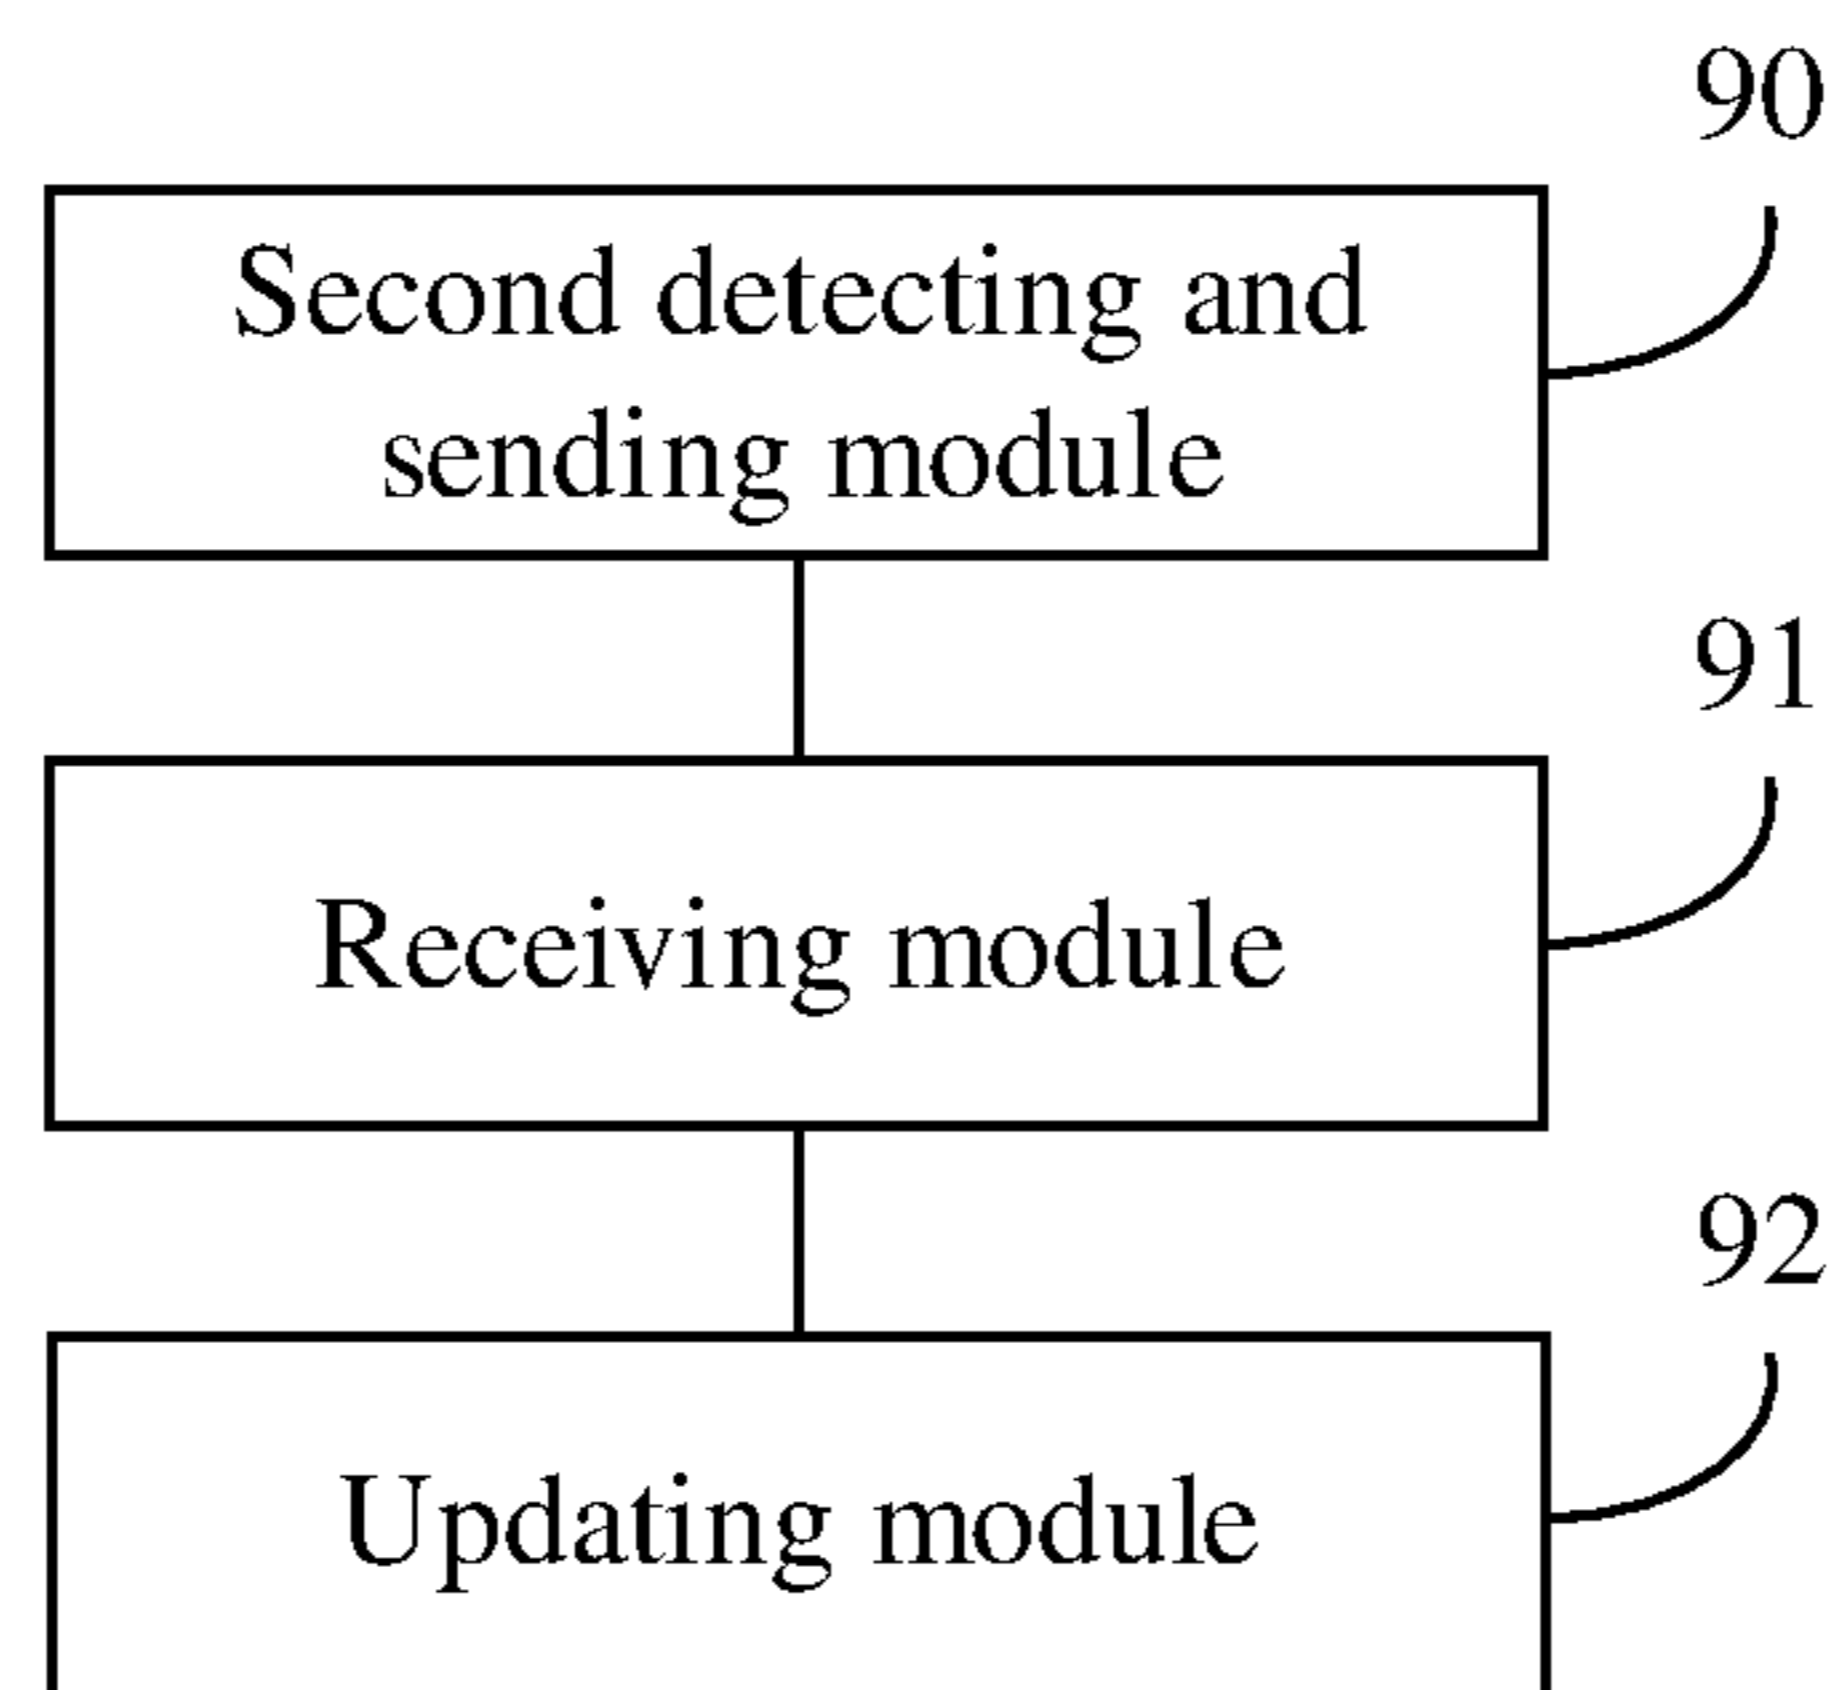 90
Second detecting and
sending module
91
Receiving module
92
Updating module